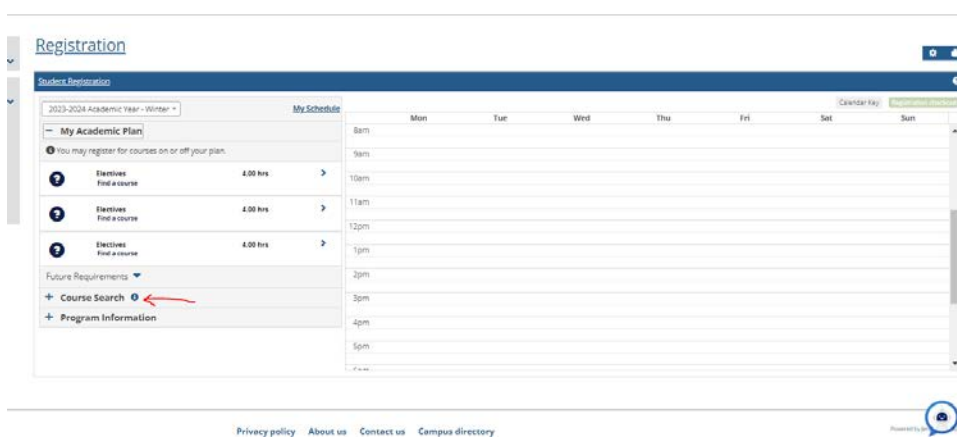 Registration
Student Registration
2023-2024 Academic Year - Winter
My Schedule
Calendar Key
Mon Tue Wed Thu Fri Sat Sun
My Academic Plan
You may register for courses on or off your plan.
Electives 4.00 hrs
Find a course
Electives 4.00 hrs
Find a course
Electives 4.00 hrs
Find a course
Future Requirements
Course Search
Program Information
8am
9am
10am
11am
12pm
1pm
2pm
3pm
4pm
5pm
Privacy policy About us Contact us Campus directory
Powered by